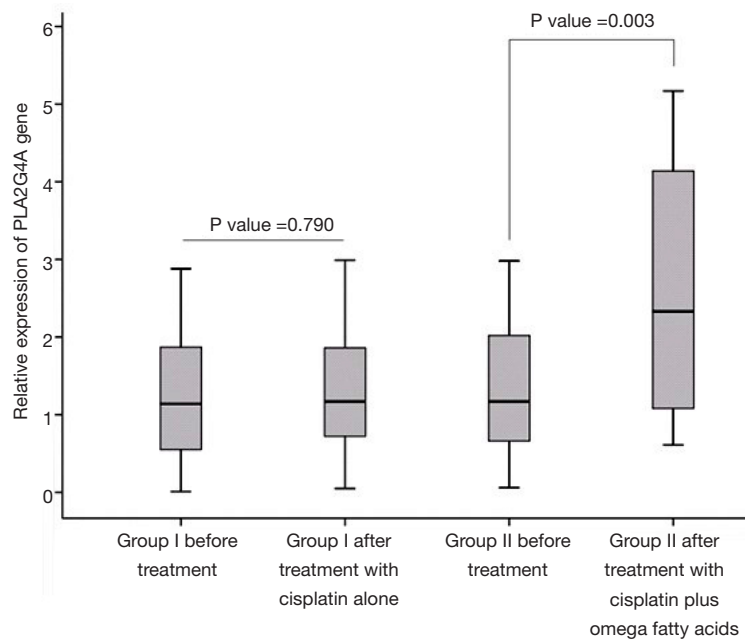 P value =0.003
6
5
4
3
2
1
0
Relative expression of PLA2G4A gene
P value =0.790
Group I before
treatment
Group I after
treatment with
cisplatin alone
Group II before
treatment
Group II after
treatment with
cisplatin plus
omega fatty acids